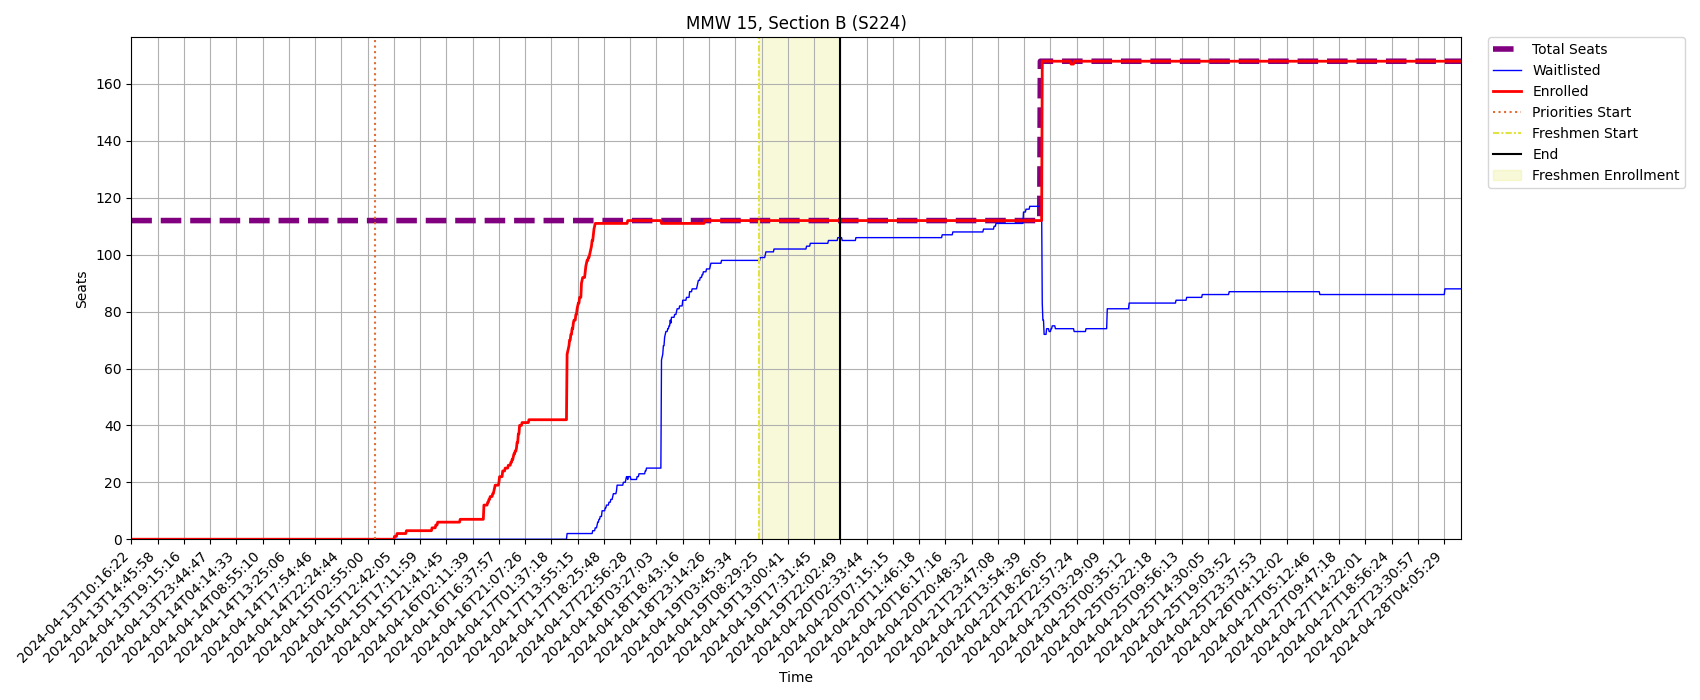 MMW 15, Section B (S224)
Total Seats
Waitlisted
Enrolled
Priorities Start
Freshmen Start
End
Freshmen Enrollment
Seats
160
140
120
100
80
60
40
20
0
2024-04-13T10:16:22
2024-04-13T14:45:58
2024-04-13T19:15:16
2024-04-13T23:44:47
2024-04-14T04:14:33
2024-04-14T08:55:10
2024-04-14T13:25:06
2024-04-14T17:54:46
2024-04-14T22:24:44
2024-04-15T02:55:00
2024-04-15T12:42:05
2024-04-15T17:11:59
2024-04-15T21:41:45
2024-04-16T02:11:39
2024-04-16T16:37:57
2024-04-16T21:07:26
2024-04-17T01:37:18
2024-04-17T13:55:15
2024-04-17T18:25:48
2024-04-17T22:56:28
2024-04-18T03:27:03
2024-04-18T18:43:16
2024-04-18T23:14:26
2024-04-19T03:45:34
2024-04-19T08:29:25
2024-04-19T13:00:41
2024-04-19T17:31:45
2024-04-19T22:02:49
2024-04-20T02:33:44
2024-04-20T07:15:15
2024-04-20T11:46:18
2024-04-20T16:17:16
2024-04-20T20:48:32
2024-04-21T23:47:08
2024-04-22T13:54:39
2024-04-22T18:26:05
2024-04-22T22:57:24
2024-04-23T03:29:09
2024-04-25T00:35:12
2024-04-25T05:22:18
2024-04-25T09:56:13
2024-04-25T14:30:05
2024-04-25T19:03:52
2024-04-25T23:37:53
2024-04-26T04:12:02
2024-04-27T05:12:46
2024-04-27T09:47:18
2024-04-27T14:22:01
2024-04-27T18:56:24
2024-04-27T23:30:57
2024-04-28T04:05:29
Time